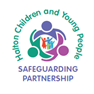 Halton Children and Young People
SAFEGUARDING
PARTNERSHIP